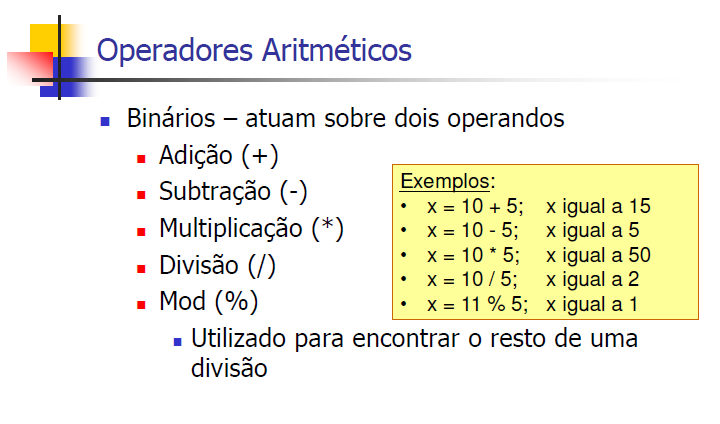 Operadores Aritméticos
Binários – atuam sobre dois operandos
Adição (+)
Subtração (-)
Multiplicação (*)
Divisão (/)
Mod (%)
Utilizado para encontrar o resto de uma
divisão
Exemplos:
• x = 10 + 5; x igual a 15
• x = 10 - 5; x igual a 5
• x = 10 * 5; x igual a 50
• x = 10 / 5; x igual a 2
• x = 11 % 5; x igual a 1